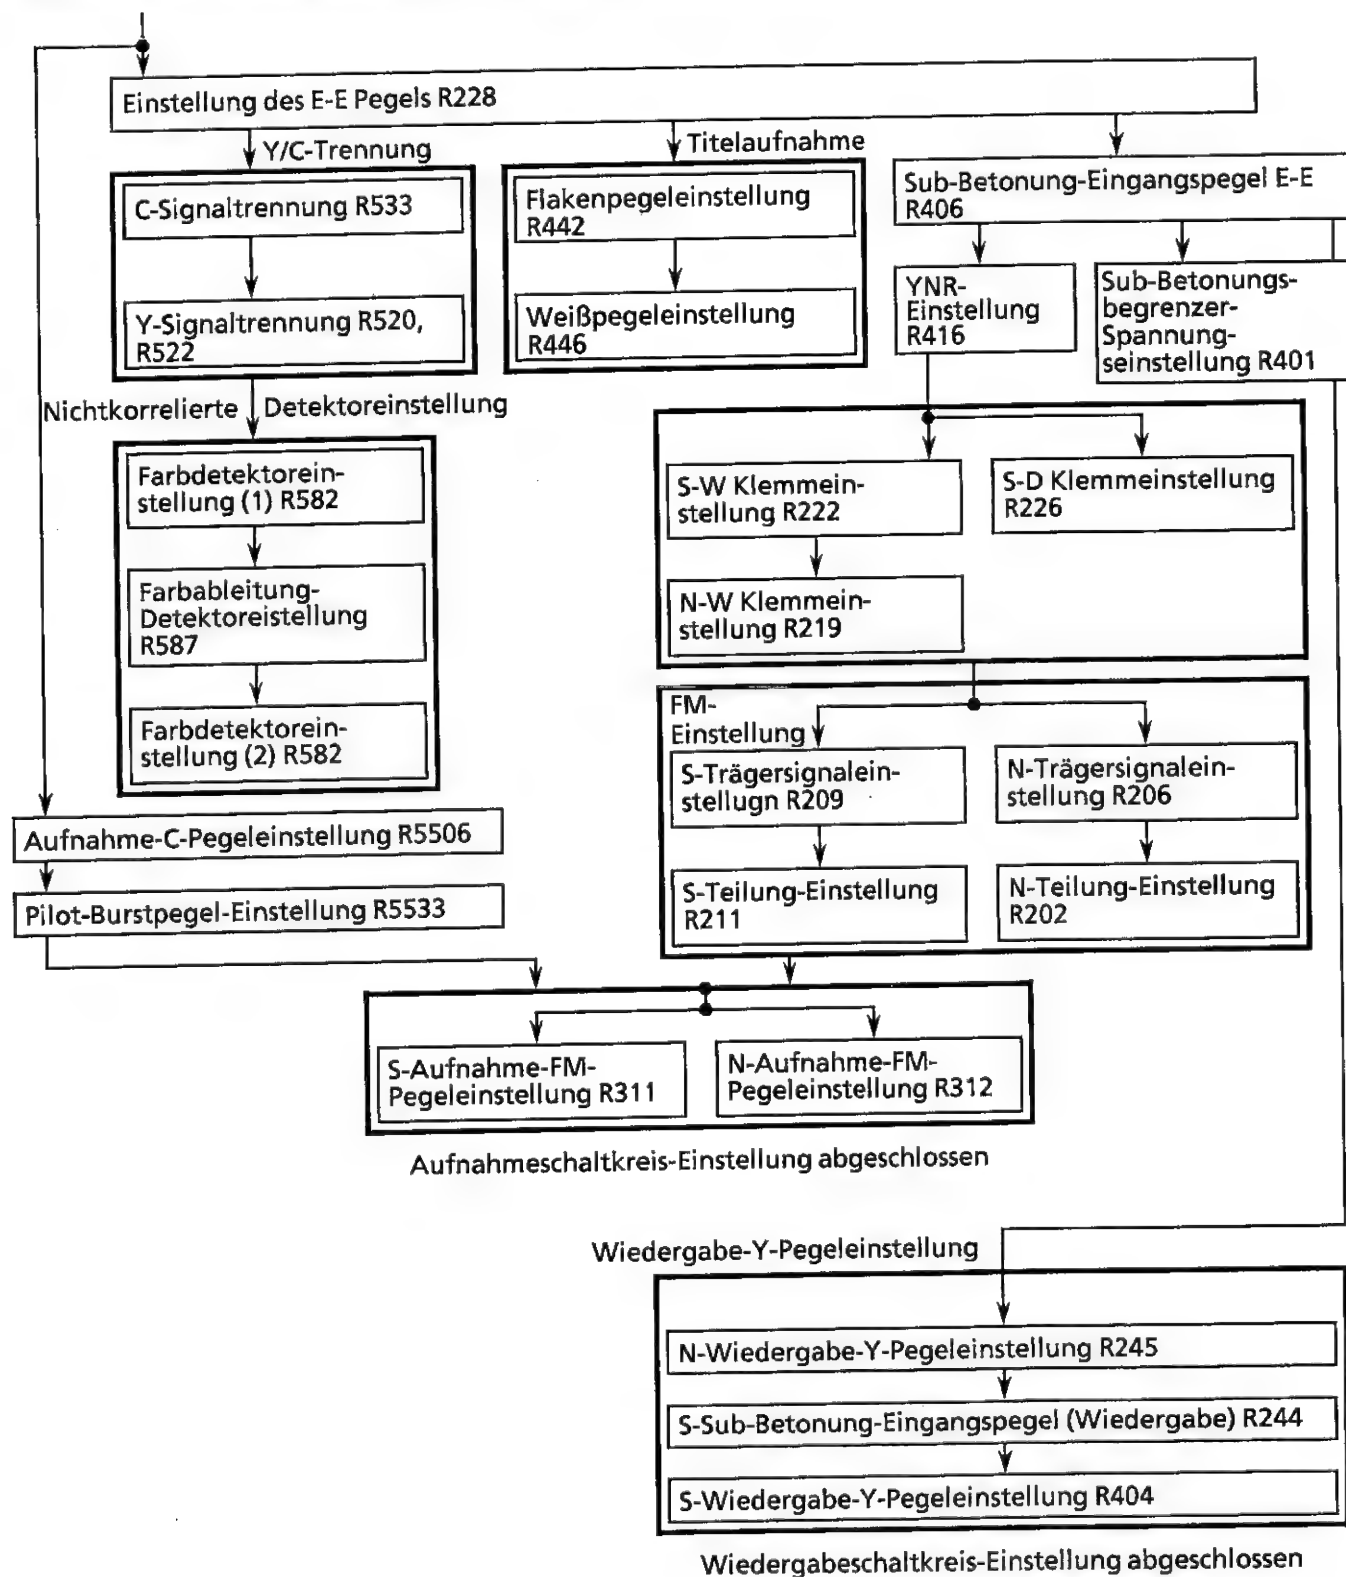 Einstellung des E-E Pegels R228
Y/C-Trennung
Titelaufnahme
C-Signaltrennung R533
Y-Signaltrennung R520,
R522
Flakenpegeleinstellung
R442
Weißpegeleinstellung
R446
Sub-Betonung-Eingangspegel E-E
R406
YNR-
Einstellung
R416
Sub-Betonungs-
begrenzer-
Spannung-
seinstellung R401
Nichtkorrelierte Detektoreinstellung
Farbdetektorein-
stellung (1) R582
Farbableitung-
Detektoreistellung
R587
Farbdetektorein-
stellung (2) R582
S-W Klemmein-
stellung R222
S-D Klemmeinstellung
R226
N-W Klemmein-
stellung R219
FM-
Einstellung
S-Trägersignalein-
stellugn R209
N-Trägersignalein-
stellung R206
S-Teilung-Einstellung
R211
N-Teilung-Einstellung
R202
Aufnahme-C-Pegeleinstellung R5506
Pilot-Burstpegel-Einstellung R5533
S-Aufnahme-FM-
Pegeleinstellung R311
N-Aufnahme-FM-
Pegeleinstellung R312
Aufnahmeschaltkreis-Einstellung abgeschlossen
Wiedergabe-Y-Pegeleinstellung
N-Wiedergabe-Y-Pegeleinstellung R245
S-Sub-Betonung-Eingangspegel (Wiedergabe) R244
S-Wiedergabe-Y-Pegeleinstellung R404
Wiedergabeschaltkreis-Einstellung abgeschlossen